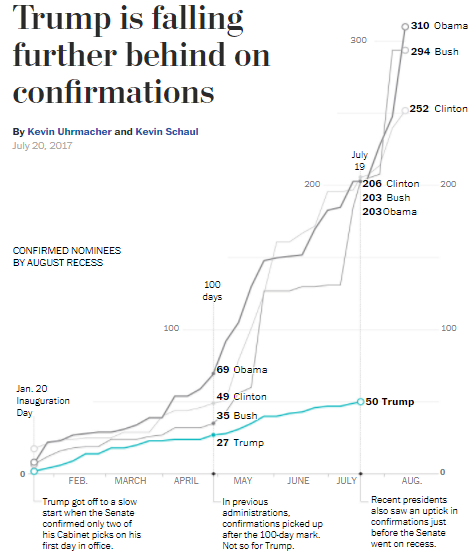 Trump is falling
further behind on
confirmations
By Kevin Uhrmacher and Kevin Schaul
July 20, 2017
310 Obama
300
294 Bush
252 Clinton
July
19
200
206 Clinton
200
203 Bush
203Obama
CONFIRMED NOMINEES
BY AUGUST RECESS
100
days
100
100
69 Obama
Jan. 20
Inauguration
Day
49 Clinton
50 Trump
35 Bush
27 Trump
0
0
FEB.
MARCH
APRIL
MAY
JUNE
JULY
AUG.
Trump got off to a slow
start when the Senate
confirmed only two of
his Cabinet picks on his
first day in office.
In previous
administrations,
confirmations picked up
after the 100-day mark.
Not so for Trump.
Recent presidents
also saw an uptick in
confirmations just
before the Senate
went on recess.